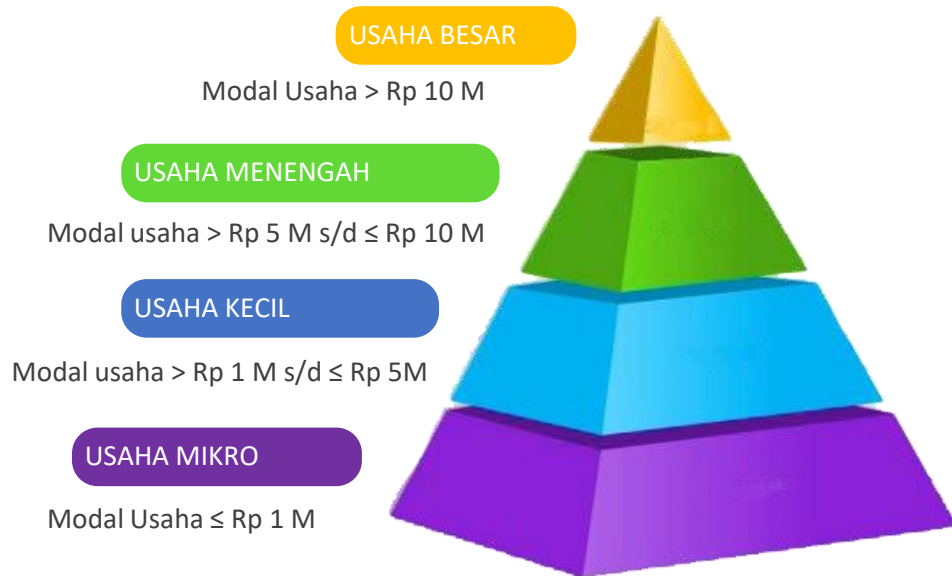 USAHA BESAR
Modal Usaha > Rp 10 M
USAHA MENENGAH
Modal usaha > Rp 5 M s/d ≤ Rp 10 M
USAHA KECIL
Modal usaha > Rp 1 M s/d ≤ Rp 5M
USAHA MIKRO
Modal Usaha ≤ Rp 1 M